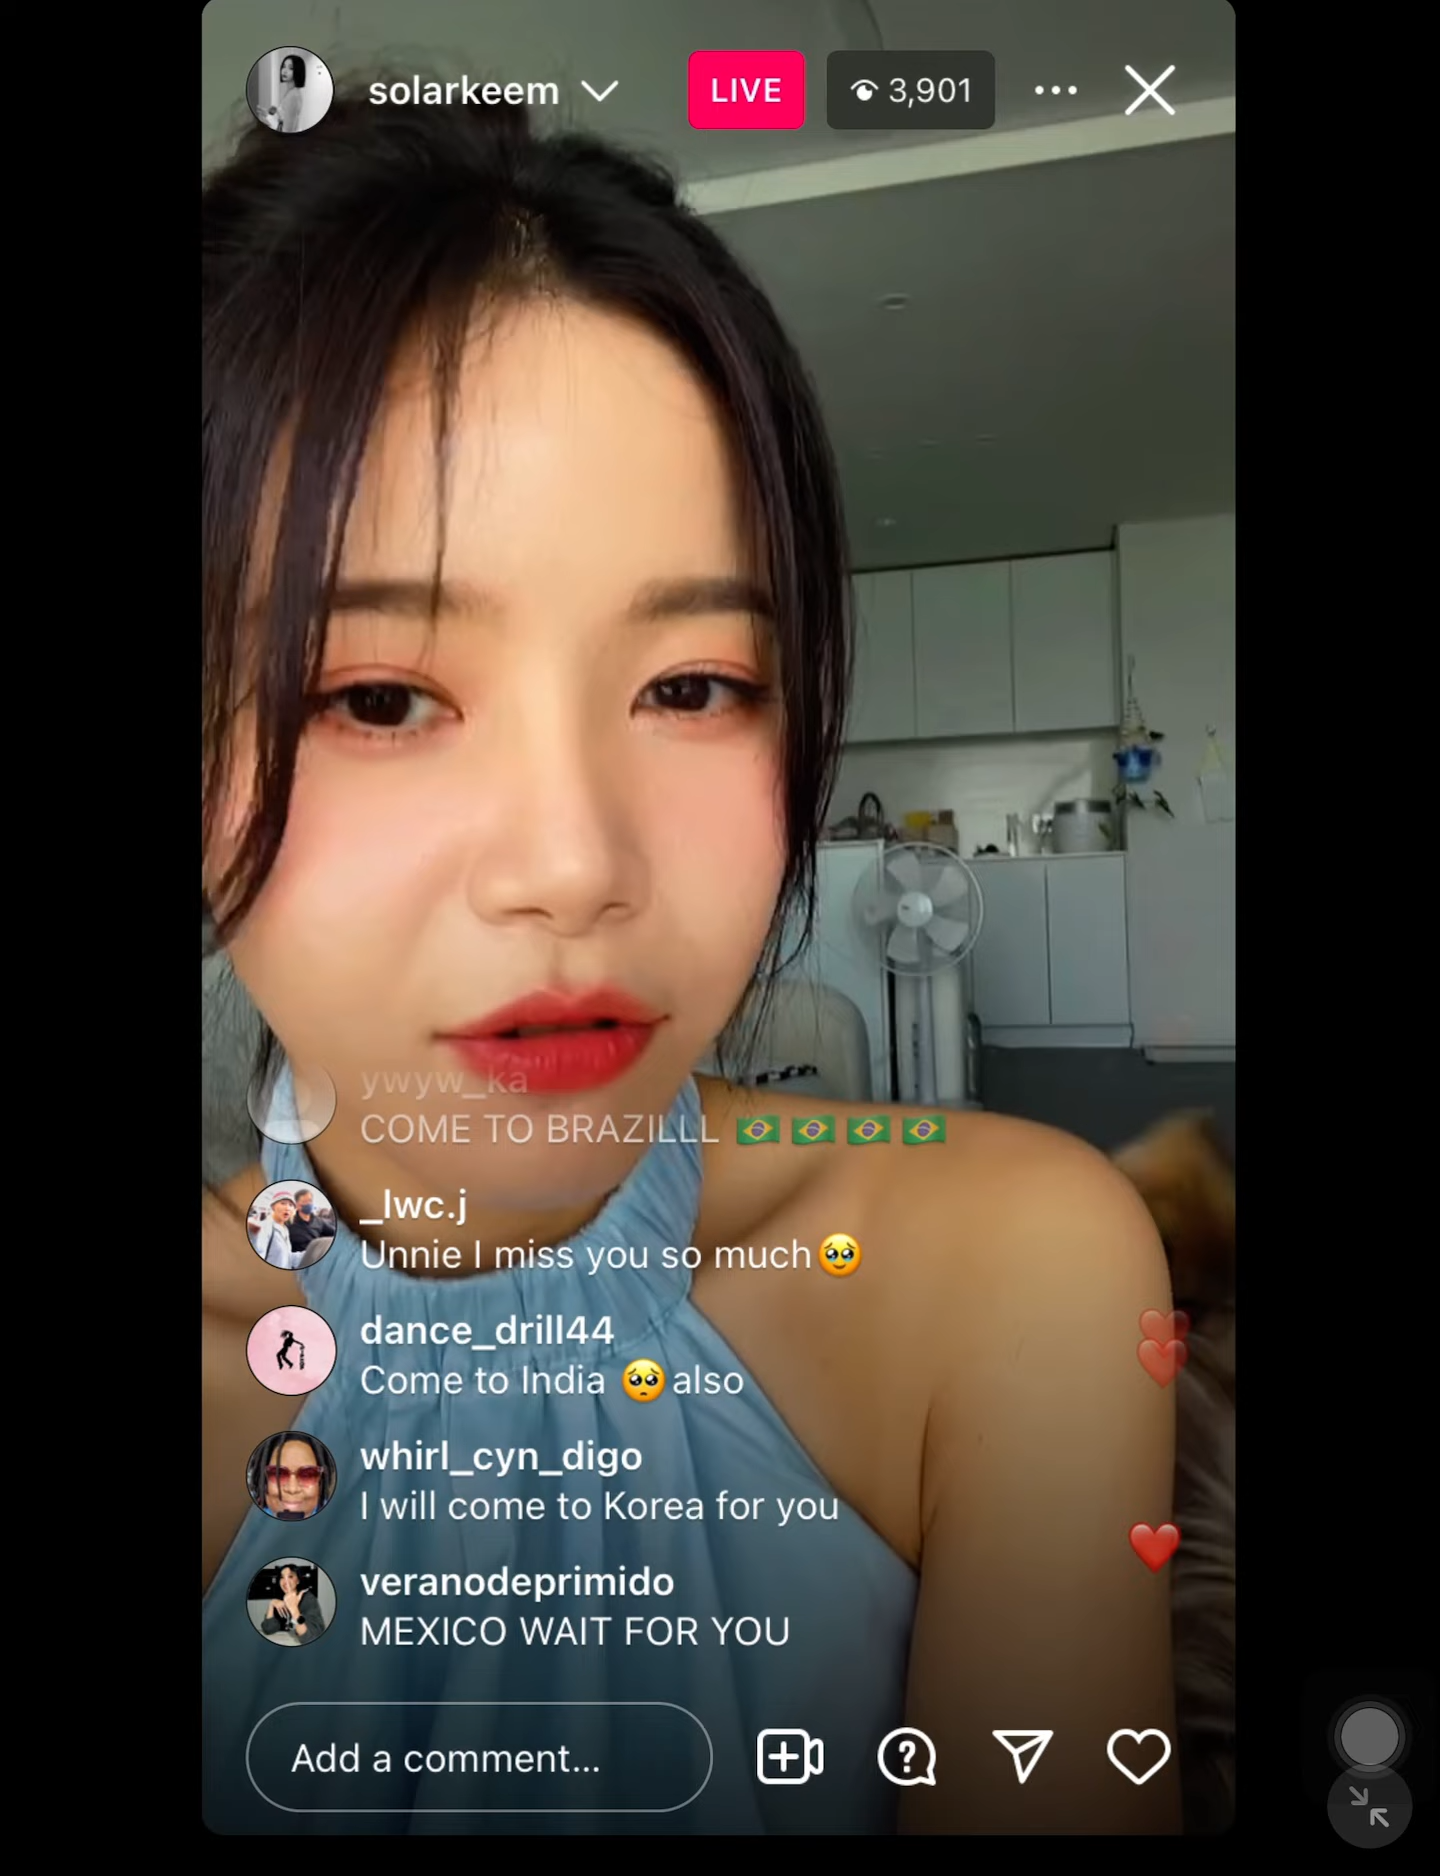 solarkeem
LIVE
3,901
ywyw_ka
COME TO BRAZILLL 🇧🇷 🇧🇷 🇧🇷 🇧🇷
_lwc.j
Unnie I miss you so much🥹
dance_drill44
Come to India 🥺also
whirl_cyn_digo
I will come to Korea for you
veranodeprimido
MEXICO WAIT FOR YOU
Add a comment...